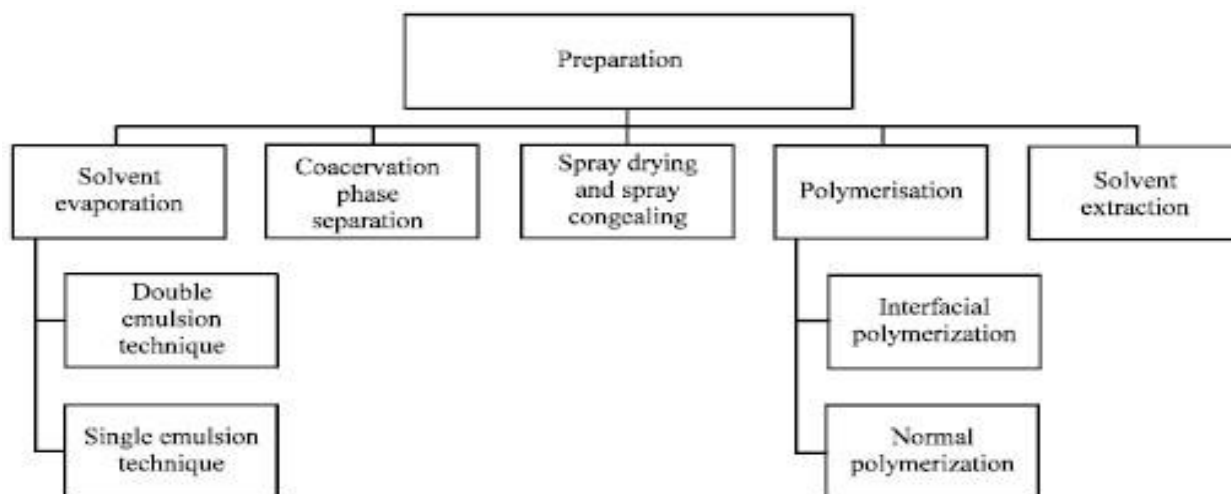 Preparation
Solvent
evaporation
Coacervation
phase
separation
Spray drying
and spray
congealing
Polymerisation
Solvent
extraction
Double
emulsion
technique
Interfacial
polymerization
Single emulsion
technique
Normal
polymerization